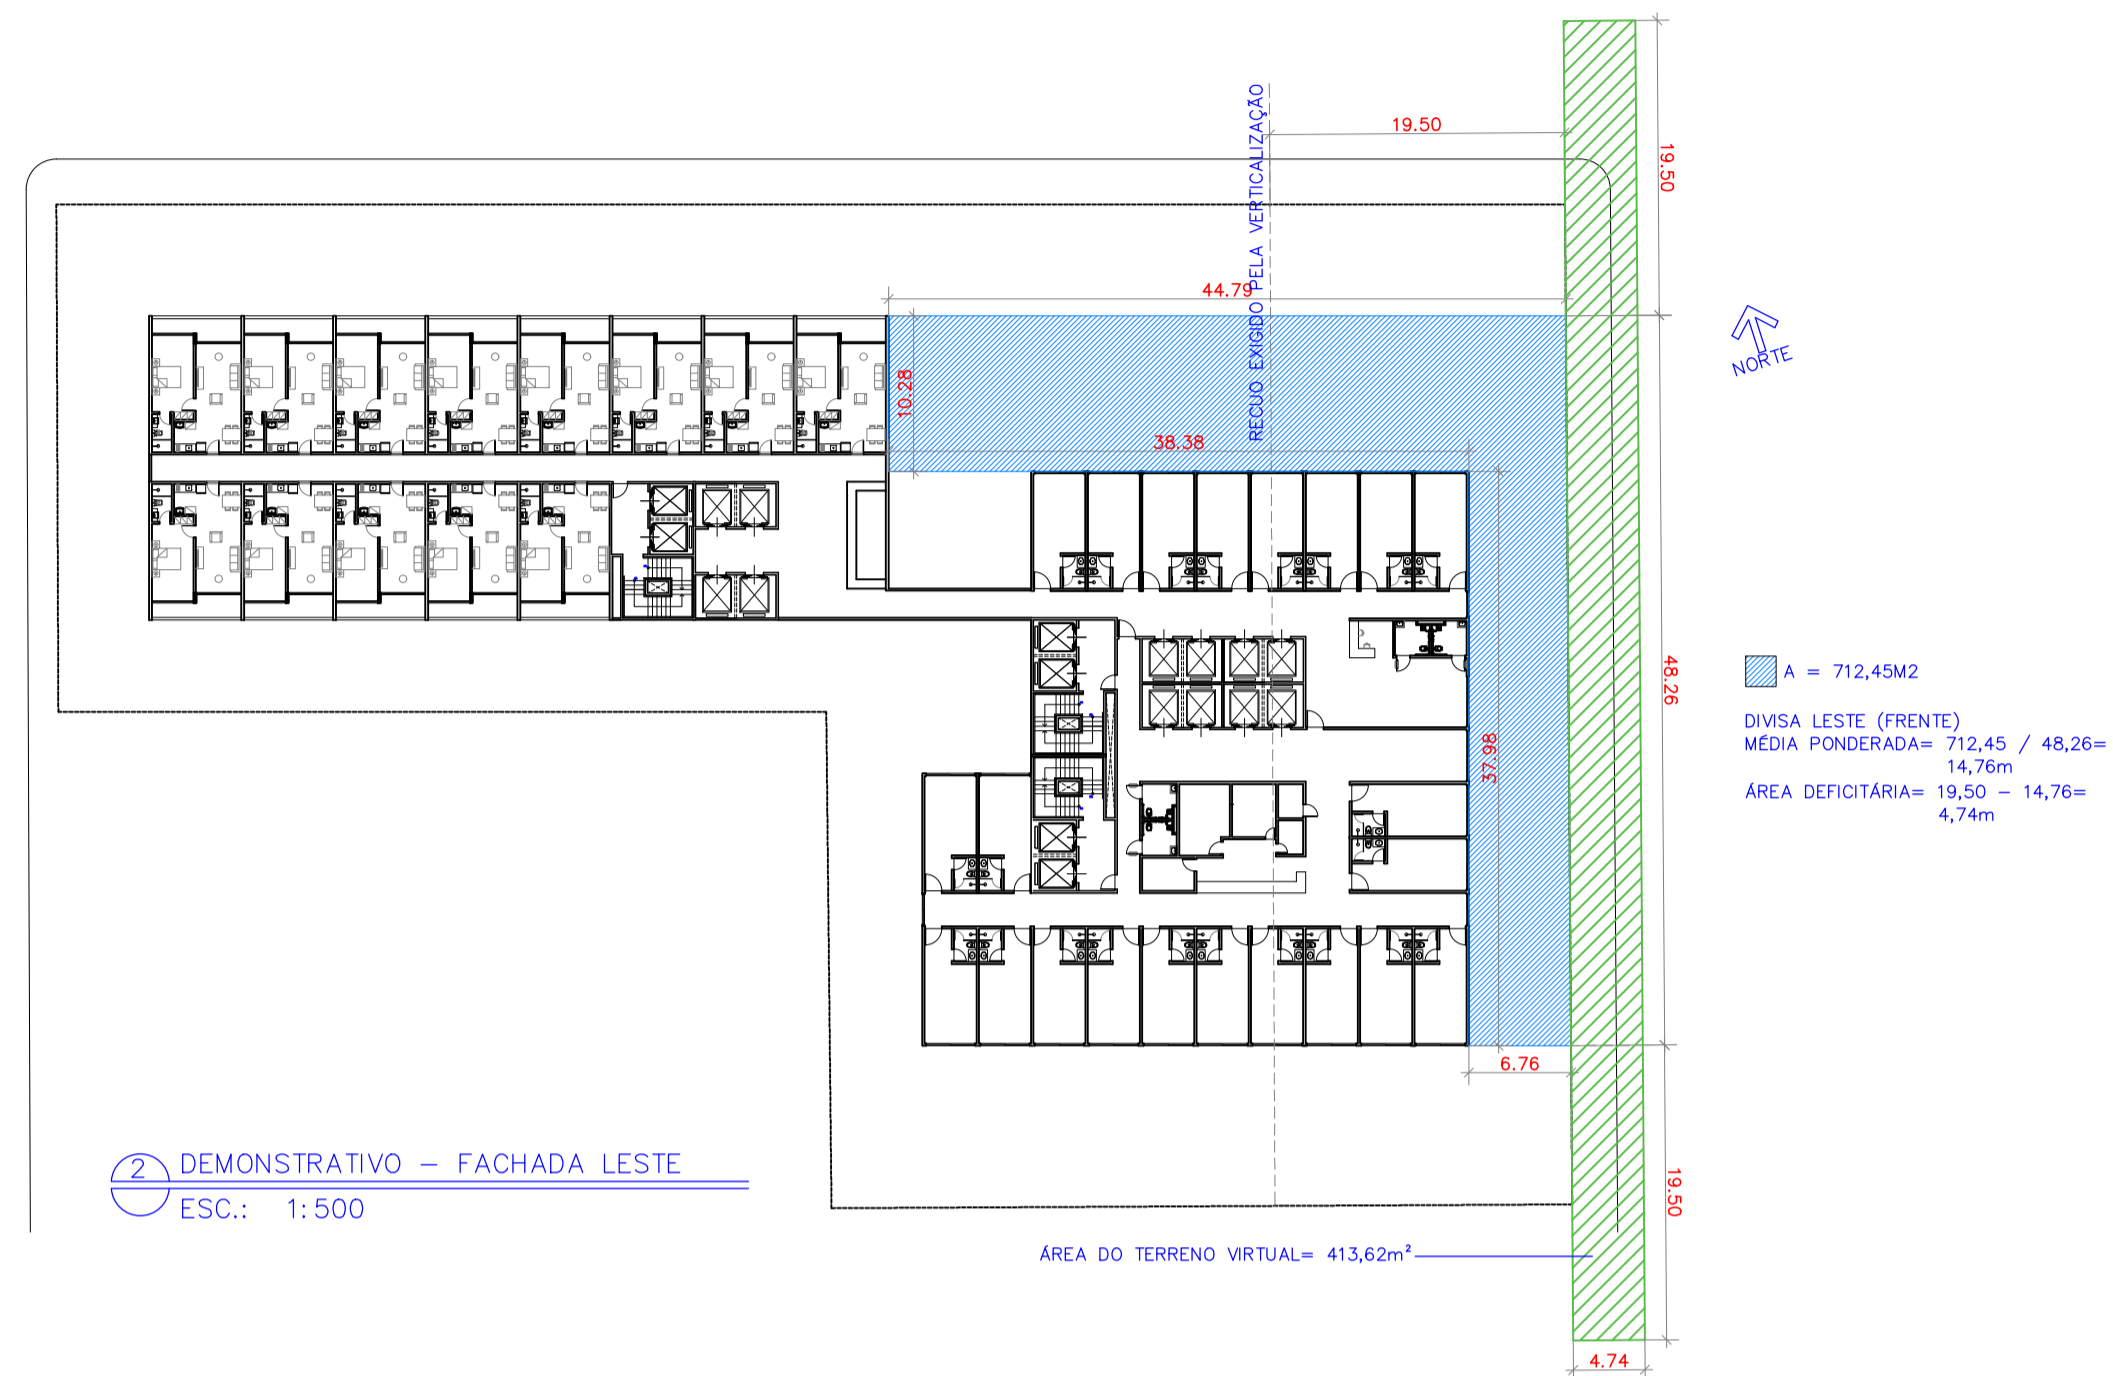 19.50
19.50
RECUO EXIGIDO PELA VERTICALIZAÇÃO
44.79
10.28
38.38
NORTE
48.26
37.98
A = 712,45M2
DIVISA LESTE (FRENTE)
MÉDIA PONDERADA= 712,45 / 48,26=
14,76m
ÁREA DEFICITÁRIA= 19,50 - 14,76=
4,74m
6.76
2
DEMONSTRATIVO - FACHADA LESTE
ESC.: 1:500
19.50
ÁREA DO TERRENO VIRTUAL= 413,62m²
4.74